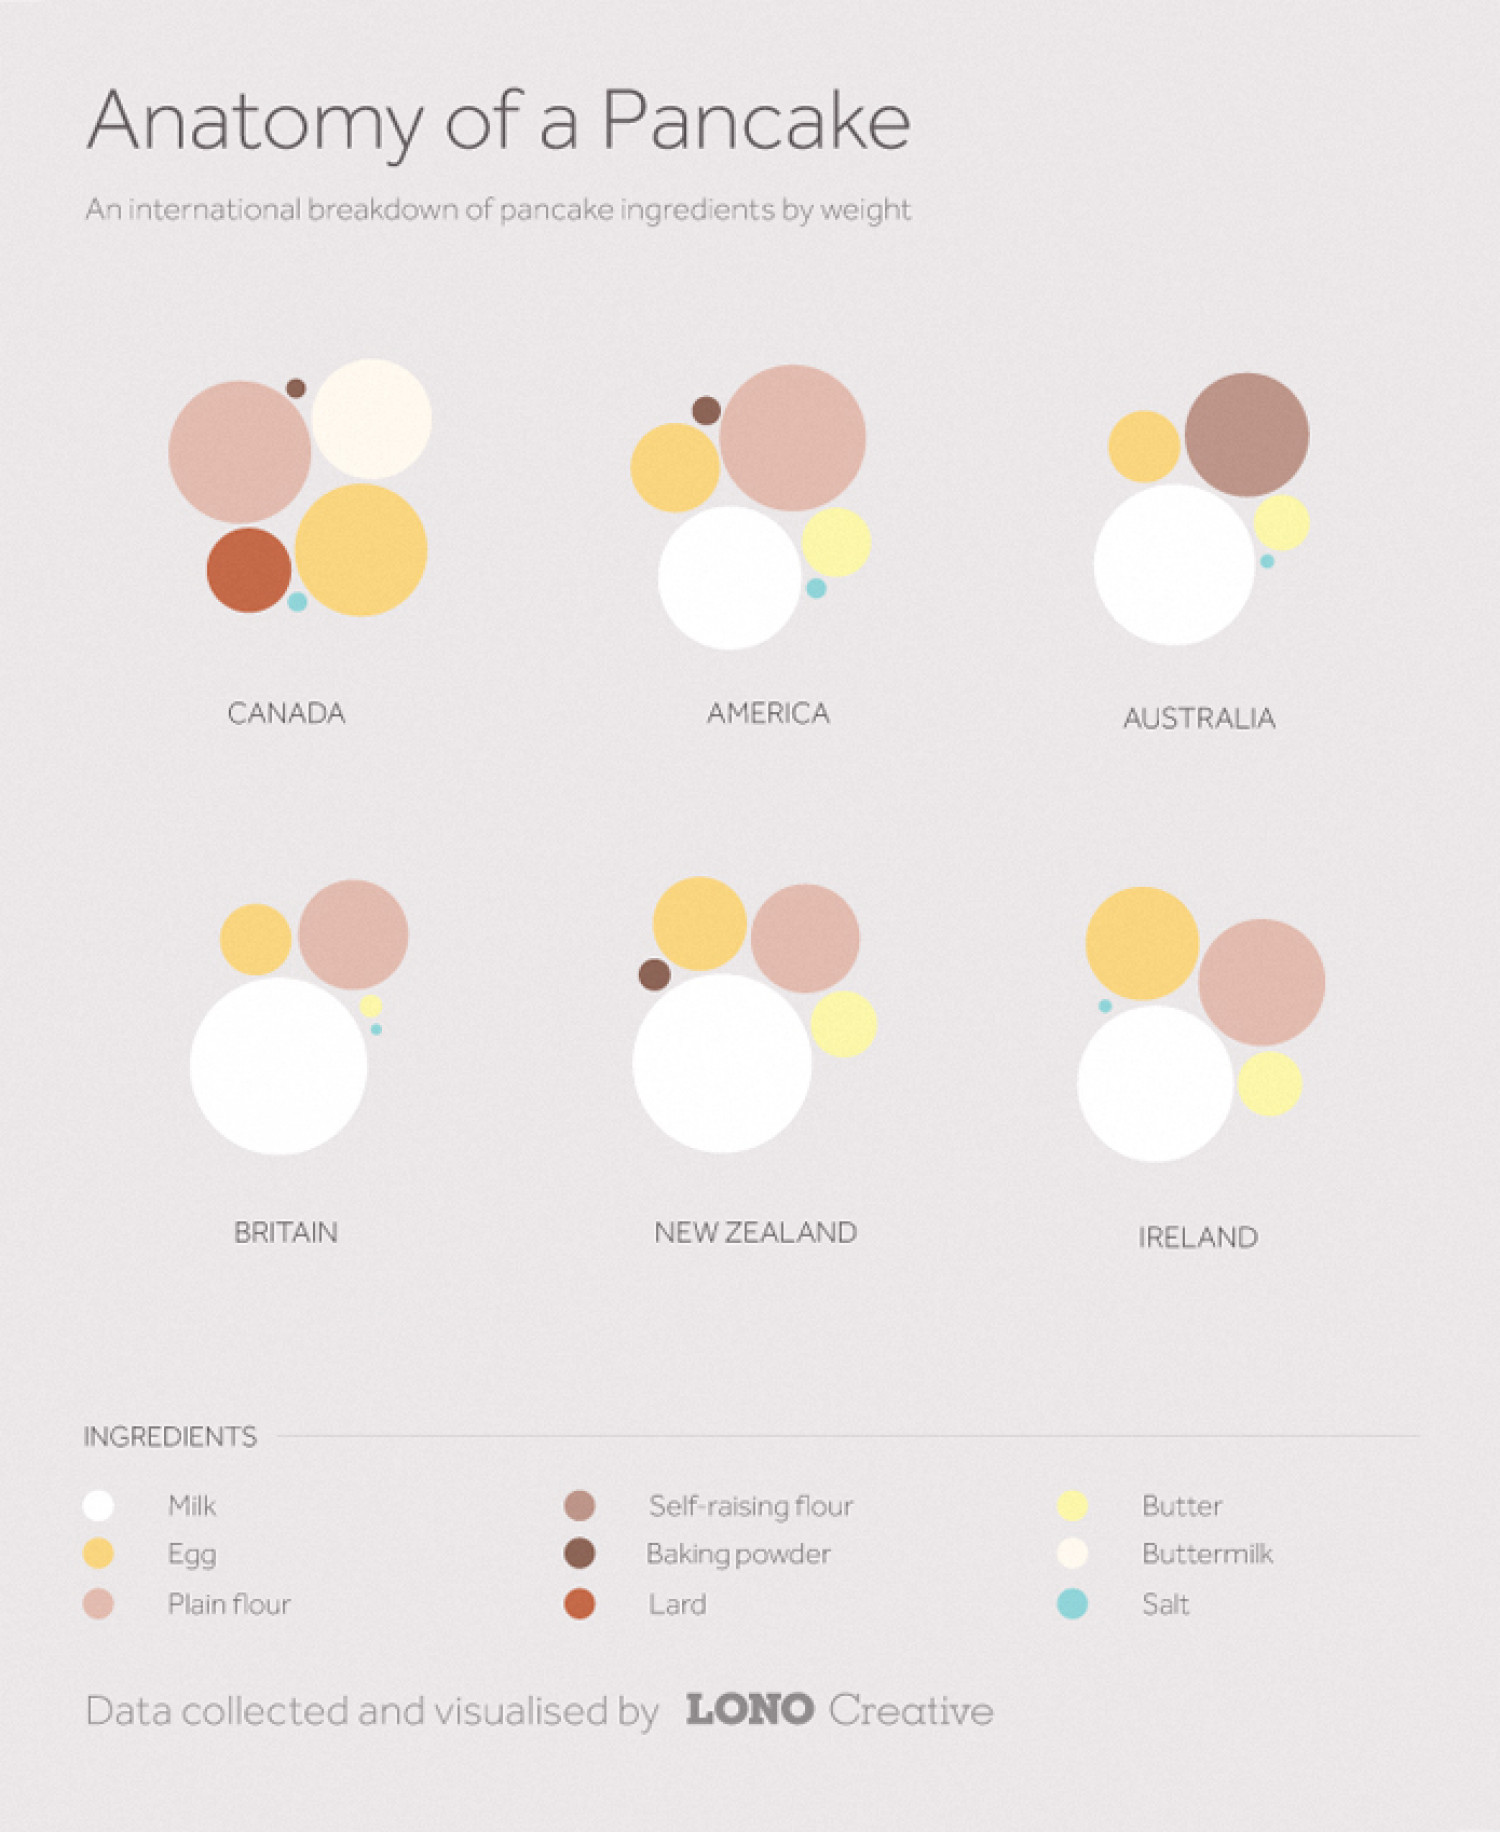 Anatomy of a Pancake
An international breakdown of pancake ingredients by weight
CANADA
AMERICA
AUSTRALIA
BRITAIN
NEW ZEALAND
IRELAND
INGREDIENTS
Milk
Self-raising flour
Butter
Egg
Baking powder
Buttermilk
Plain flour
Lard
Salt
Data collected and visualised by LONO Creative